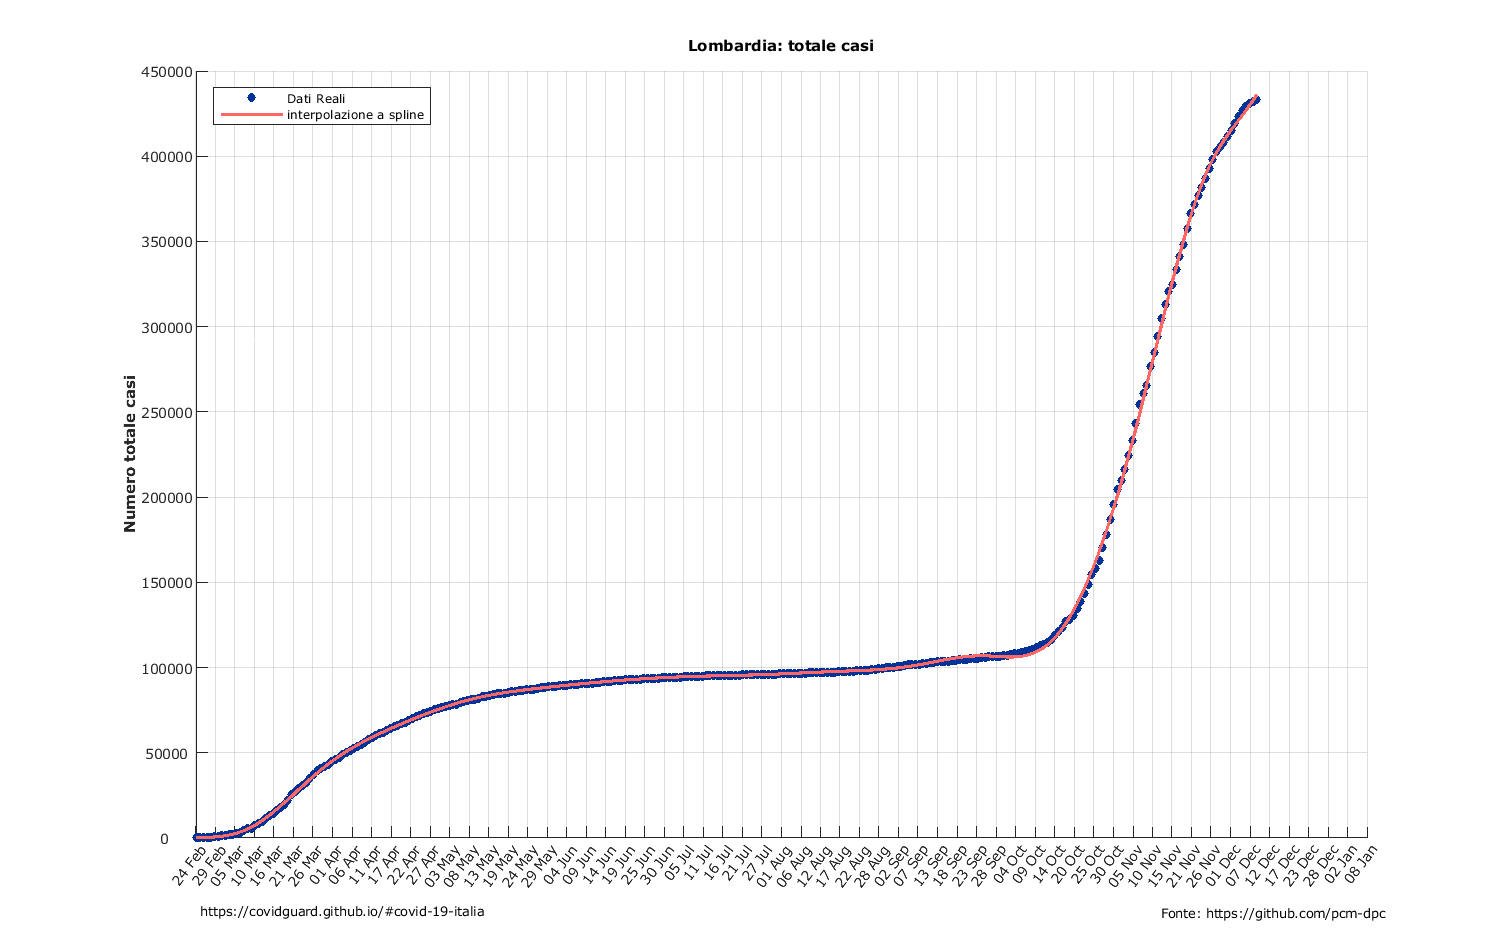 Lombardia: totale casi
450000
400000
350000
300000
250000
200000
150000
100000
50000
0
Numero totale casi
Dati Reali
interpolazione a spline
24 Feb
29 Feb
05 Mar
10 Mar
16 Mar
21 Mar
26 Mar
01 Apr
06 Apr
11 Apr
17 Apr
22 Apr
27 Apr
03 May
08 May
13 May
19 May
24 May
29 May
04 Jun
09 Jun
14 Jun
19 Jun
25 Jun
30 Jun
05 Jul
11 Jul
16 Jul
21 Jul
27 Jul
01 Aug
06 Aug
12 Aug
17 Aug
22 Aug
28 Aug
02 Sep
07 Sep
13 Sep
18 Sep
23 Sep
28 Sep
04 Oct
09 Oct
14 Oct
20 Oct
25 Oct
30 Oct
05 Nov
10 Nov
15 Nov
21 Nov
26 Nov
01 Dec
07 Dec
12 Dec
17 Dec
23 Dec
28 Dec
02 Jan
08 Jan
https://covidguard.github.io/#covid-19-italia
Fonte: https://github.com/pcm-dpc